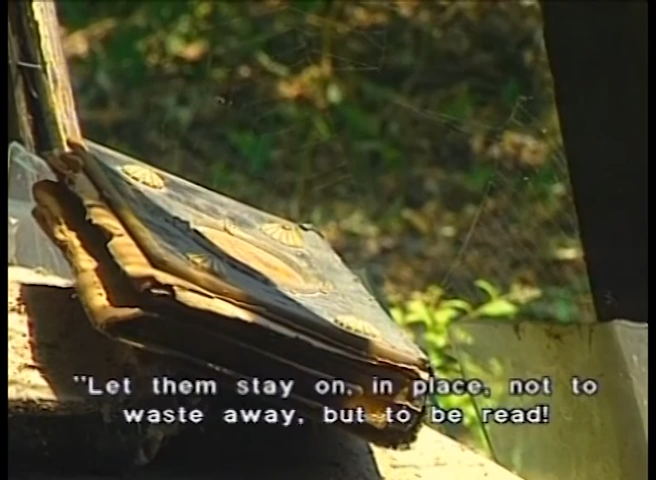 "Let them stay on, in place, not to
waste away, but to be read!